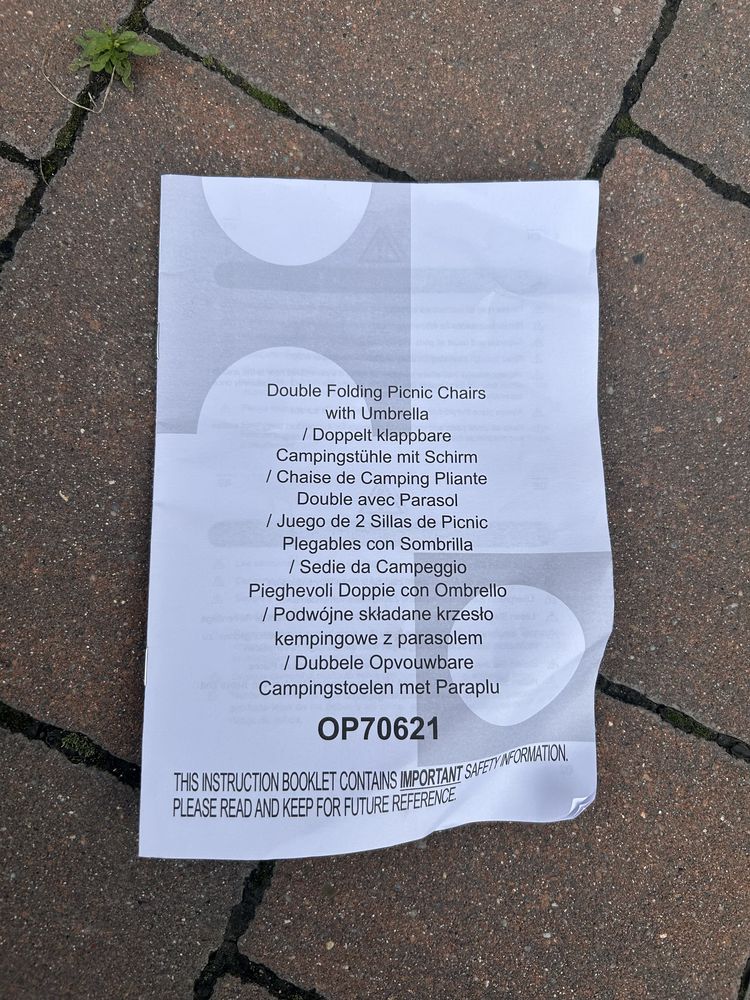 Double Folding Picnic Chairs
with Umbrella
/ Doppelt klappbare
Campingstühle mit Schirm
/ Chaise de Camping Pliante
Double avec Parasol
/ Juego de 2 Sillas de Picnic
Plegables con Sombrilla
/ Sedie da Campeggio
Pieghevoli Doppie con Ombrello
/ Podwójne składane krzesło
kempingowe z parasolem
/ Dubbele Opvouwbare
Campingstoelen met Paraplu
OP70621
THIS INSTRUCTION BOOKLET CONTAINS IMPORTANT SAFETY INFORMATION.
PLEASE READ AND KEEP FOR FUTURE REFERENCE.